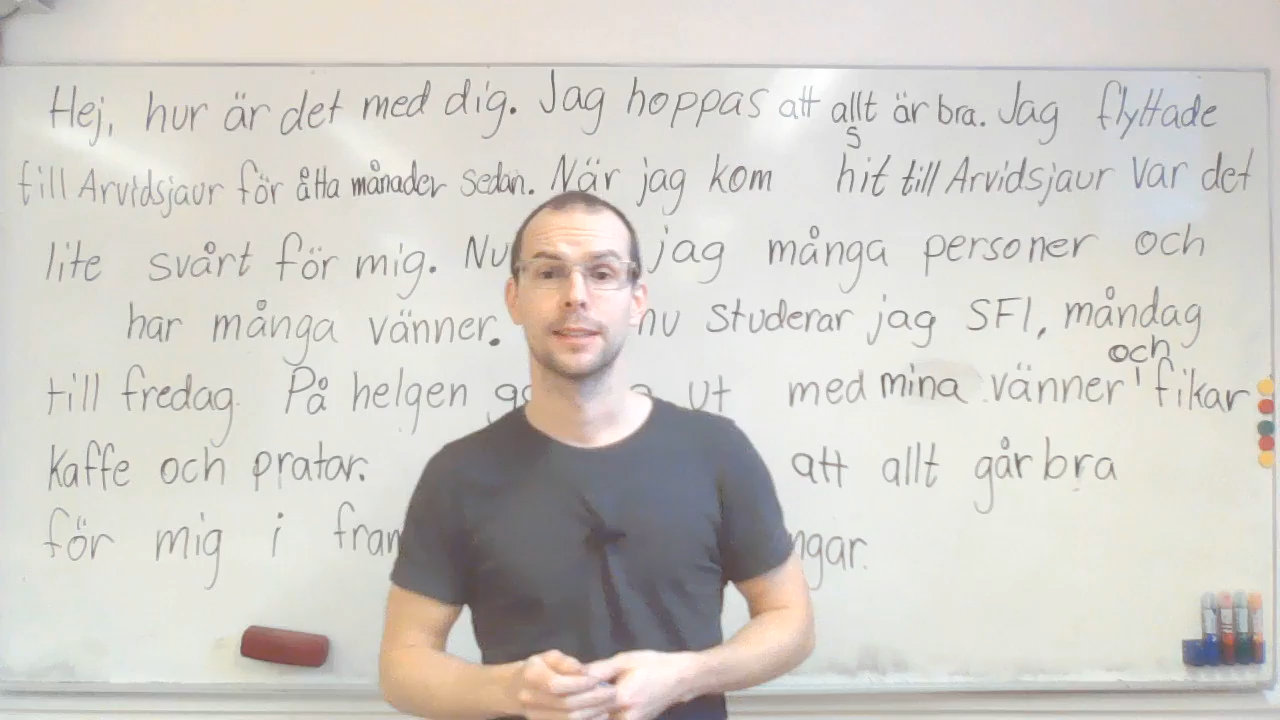 Hej, hur är det med dig. Jag hoppas att allt är bra. Jag flyttade
s
till Arvidsjaur för åtta månader sedan. När jag kom hit till Arvidsjaur var det
lite svårt för mig. Nu jag många personer och
har många vänner. nu studerar jag SFI, måndag
och
till fredag. På helgen ut med mina vänner fikar
kaffe och pratar. att allt går bra
för mig i